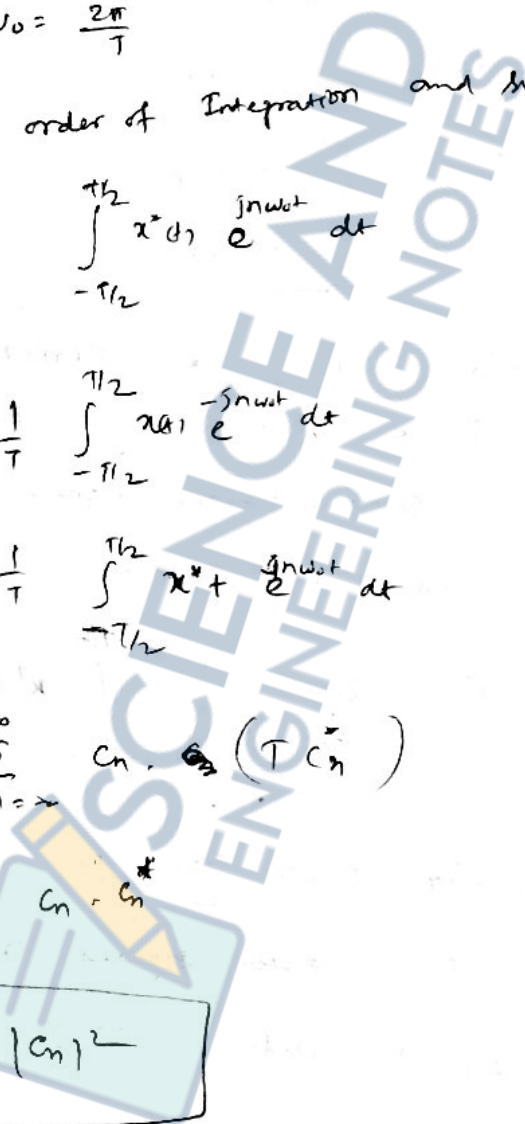 ω₀ = 2π/T
order of Integration and
T/2
∫ x*(t) e^{jnω₀t} dt
-T/2
1/T ∫_{-T/2}^{T/2} x(t) e^{-jnω₀t} dt
1/T ∫_{-T/2}^{T/2} x*t e^{jnω₀t} dt
Cn . (T Cn*)
Cn . Cn*
|Cn|²
SCIENCE AND
ENGINEERING NOTES